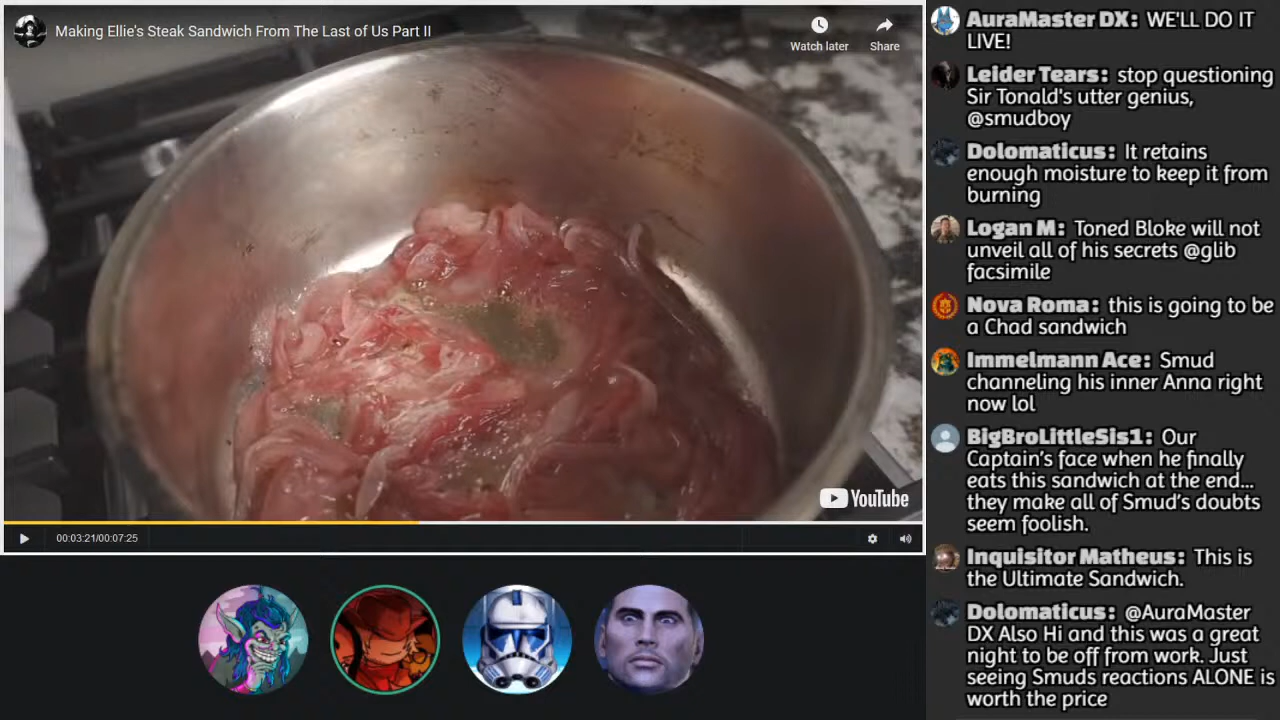 Making Ellie's Steak Sandwich From The Last of Us Part II
Watch later
Share
YouTube
00:03:21/00:07:25
AuraMaster DX: WE'LL DO IT
LIVE!
Leider Tears: stop questioning
Sir Tonald's utter genius,
@smudboy
Dolomaticus: It retains
enough moisture to keep it from
burning
Logan M: Toned Bloke will not
unveil all of his secrets @glib
facsimile
Nova Roma: this is going to be
a Chad sandwich
Immelmann Ace: Smud
channeling his inner Anna right
now lol
BigBroLittleSis1: Our
Captain’s face when he finally
eats this sandwich at the end...
they make all of Smud’s doubts
seem foolish.
Inquisitor Matheus: This is
the Ultimate Sandwich.
Dolomaticus: @AuraMaster
DX Also Hi and this was a great
night to be off from work. Just
seeing Smuds reactions ALONE is
worth the price